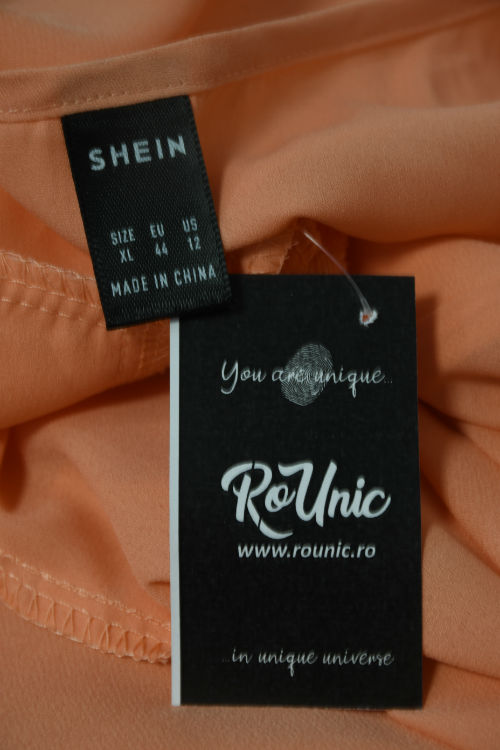 SHEIN
SIZE EU US
XL 44 12
MADE IN CHINA
You are unique...
RoUnic
www.rounic.ro
...in unique universe